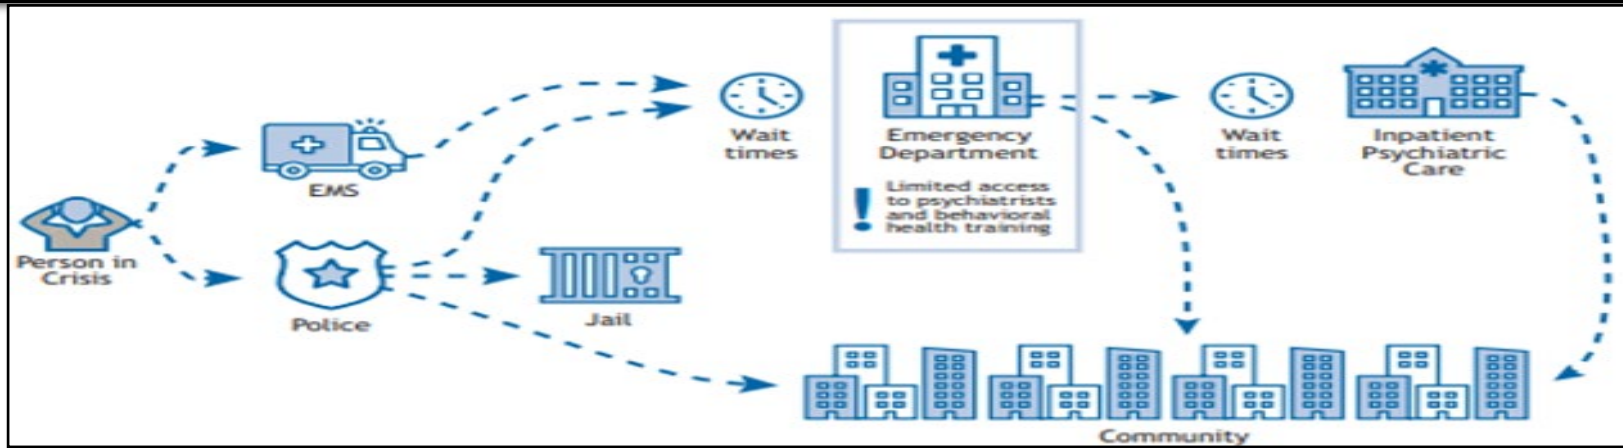 Person in
Crisis
EMS
Police
Jail
Wait
times
Emergency
Department
Limited access
to psychiatrists
and behavioral
health training
Wait
times
Inpatient
Psychiatric
Care
Community